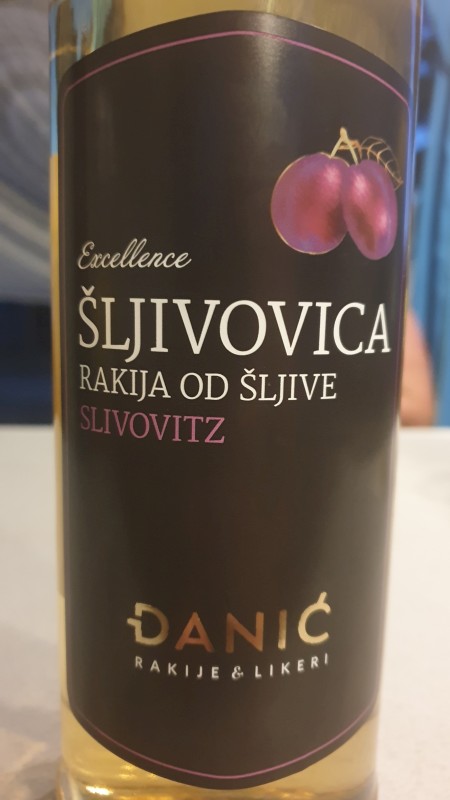 Excellence
ŠLJIVOVICA
RAKIJA OD ŠLJIVE
SLIVOVITZ
ĐANIĆ
RAKIJE & LIKERI